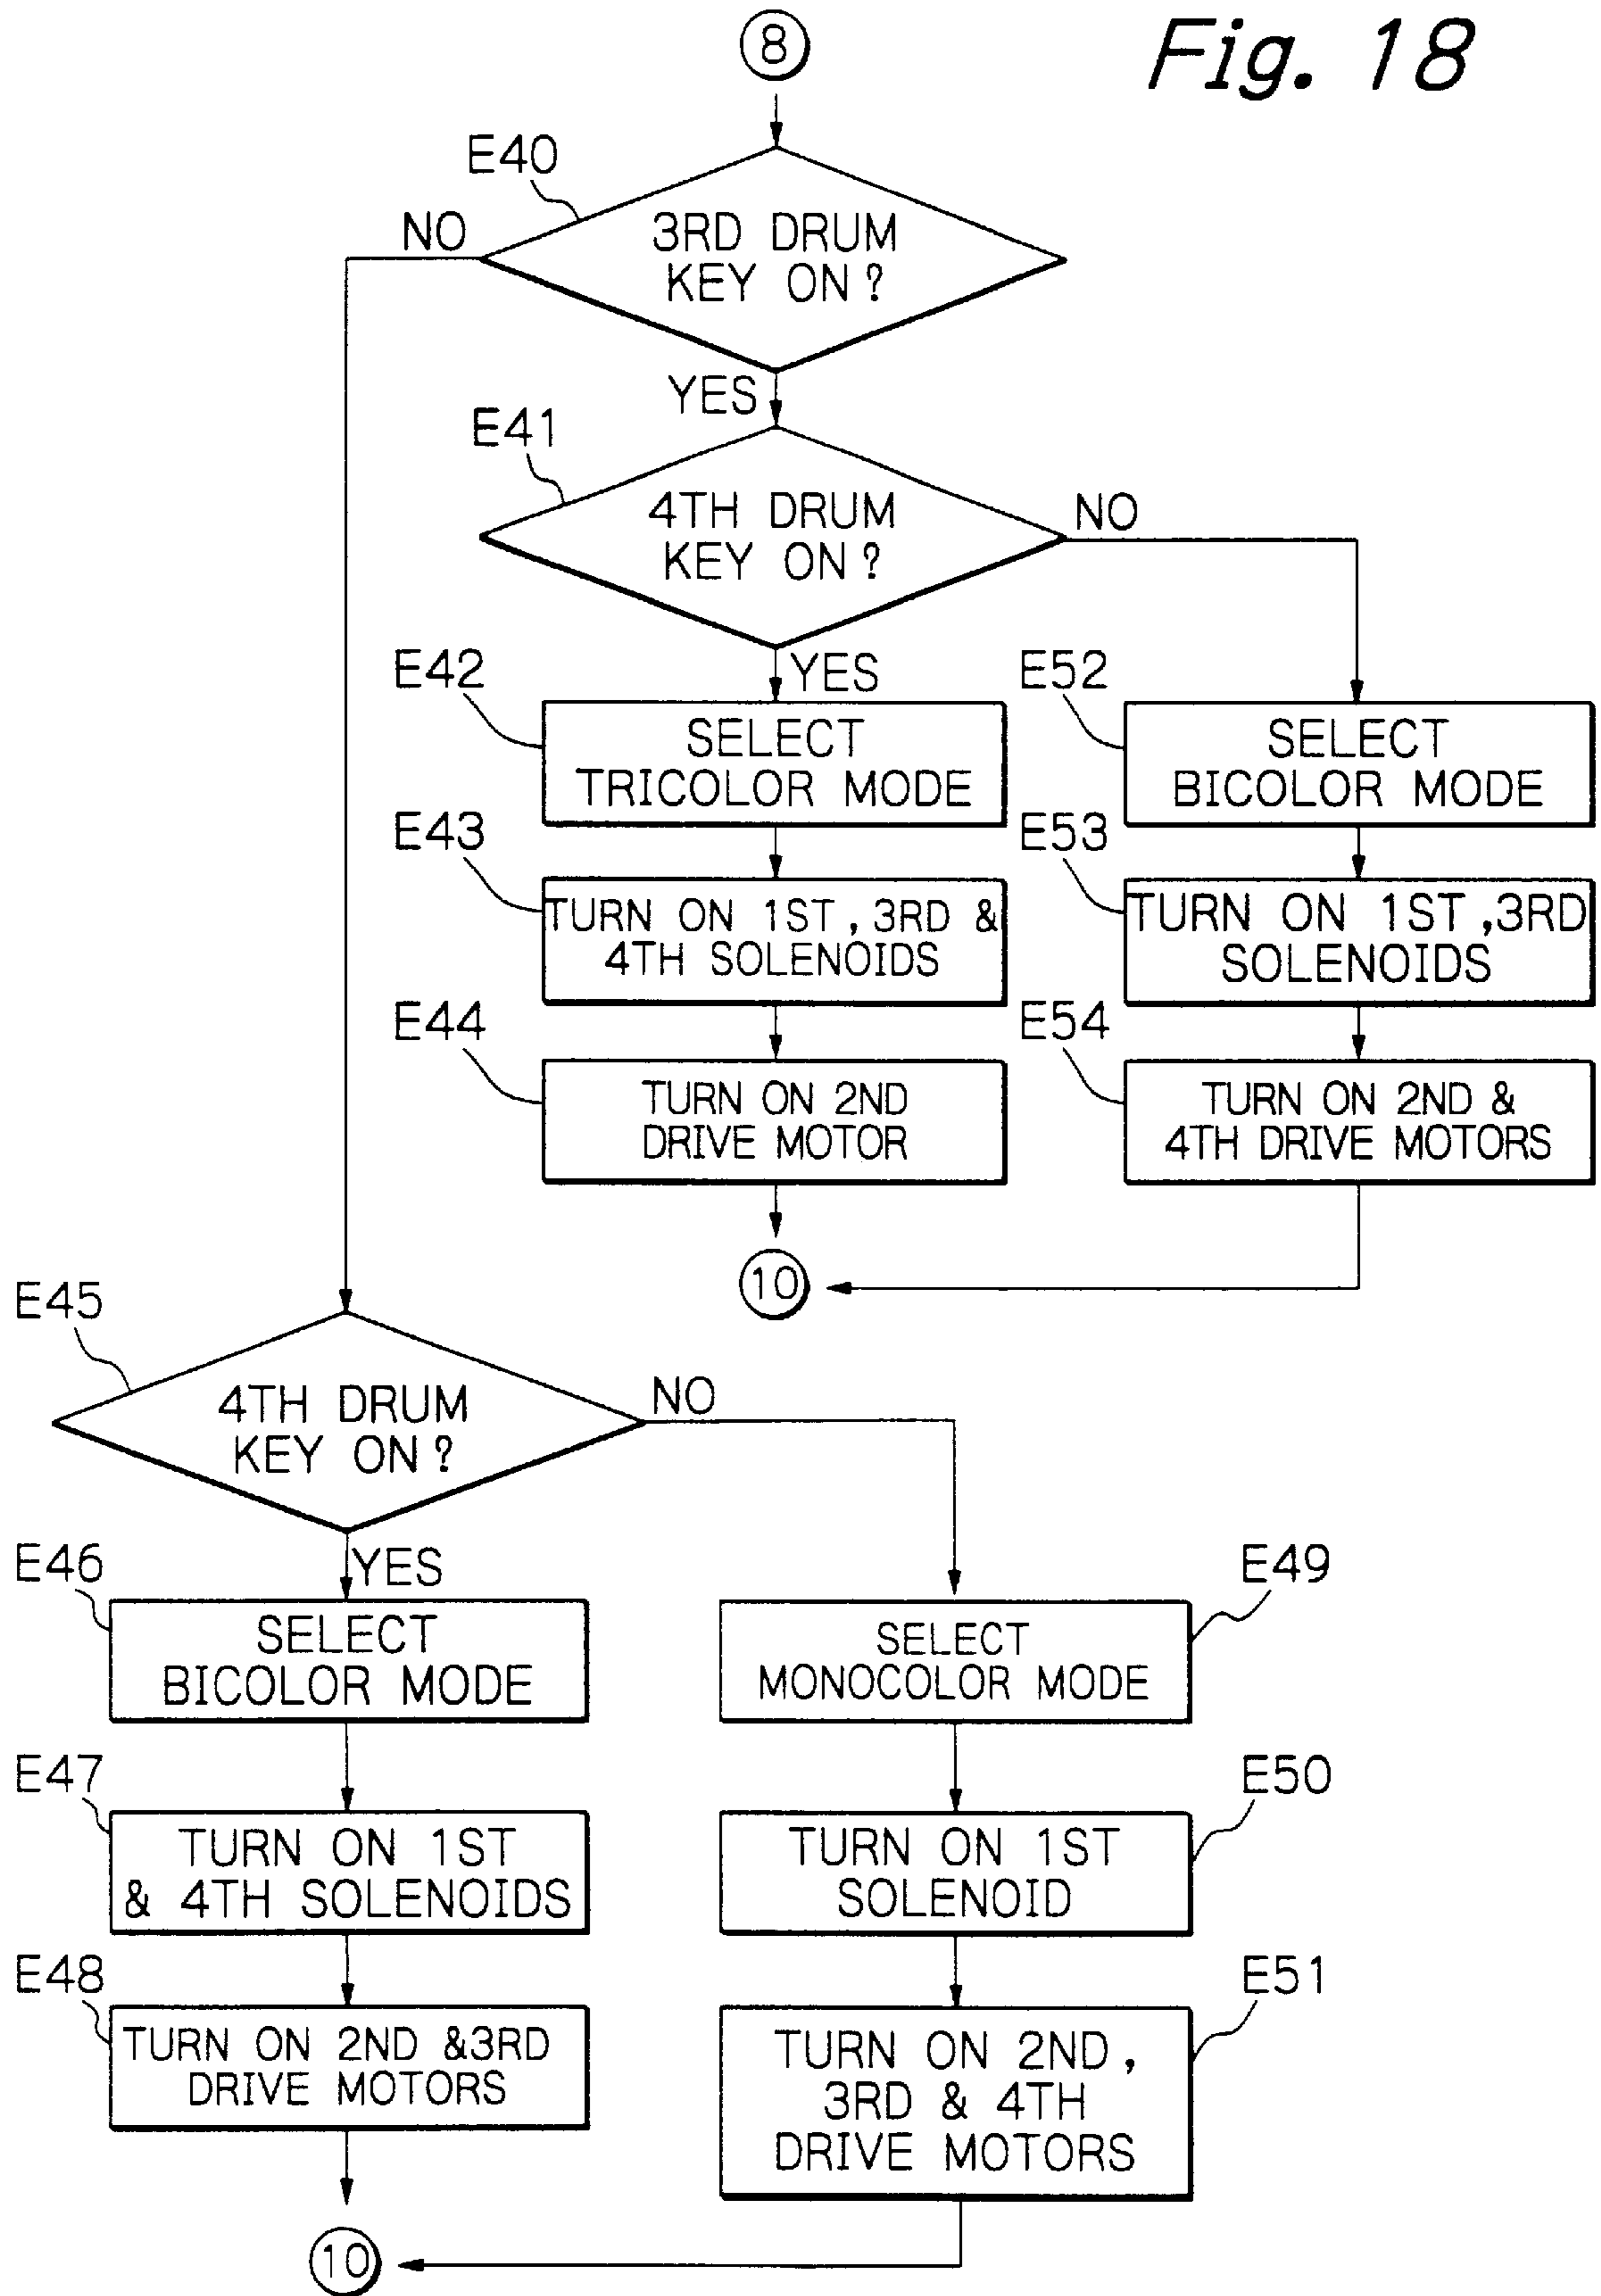 Fig. 18
8
E40
NO
3RD DRUM
KEY ON?
YES
E41
4TH DRUM
KEY ON?
NO
YES
E42
SELECT
TRICOLOR MODE
E52
SELECT
BICOLOR MODE
E43
TURN ON 1ST, 3RD &
4TH SOLENOIDS
E53
TURN ON 1ST,3RD
SOLENOIDS
E44
TURN ON 2ND
DRIVE MOTOR
E54
TURN ON 2ND &
4TH DRIVE MOTORS
10
E45
4TH DRUM
KEY ON?
NO
YES
E46
SELECT
BICOLOR MODE
E49
SELECT
MONOCOLOR MODE
E47
TURN ON 1ST
& 4TH SOLENOIDS
E50
TURN ON 1ST
SOLENOID
E48
TURN ON 2ND &3RD
DRIVE MOTORS
E51
TURN ON 2ND,
3RD & 4TH
DRIVE MOTORS
10